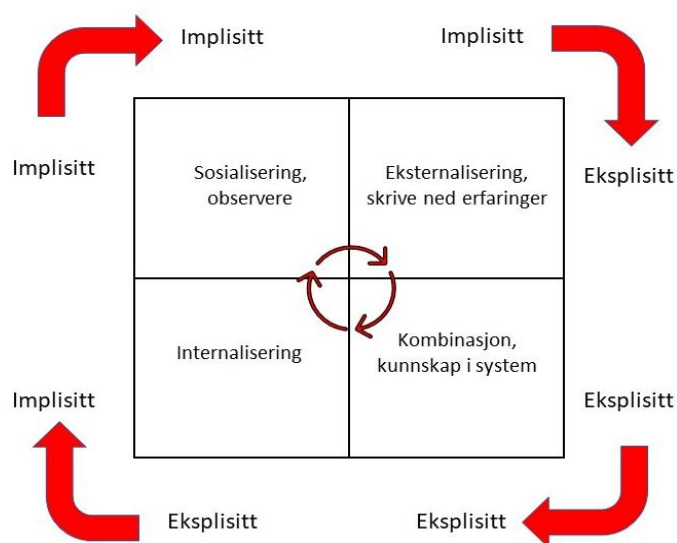 Implisitt
Implisitt
Implisitt
Eksplisitt
Sosialisering,
observere
Eksternalisering,
skrive ned erfaringer
Internalisering
Kombinasjon,
kunnskap i system
Implisitt
Eksplisitt
Eksplisitt
Eksplisitt